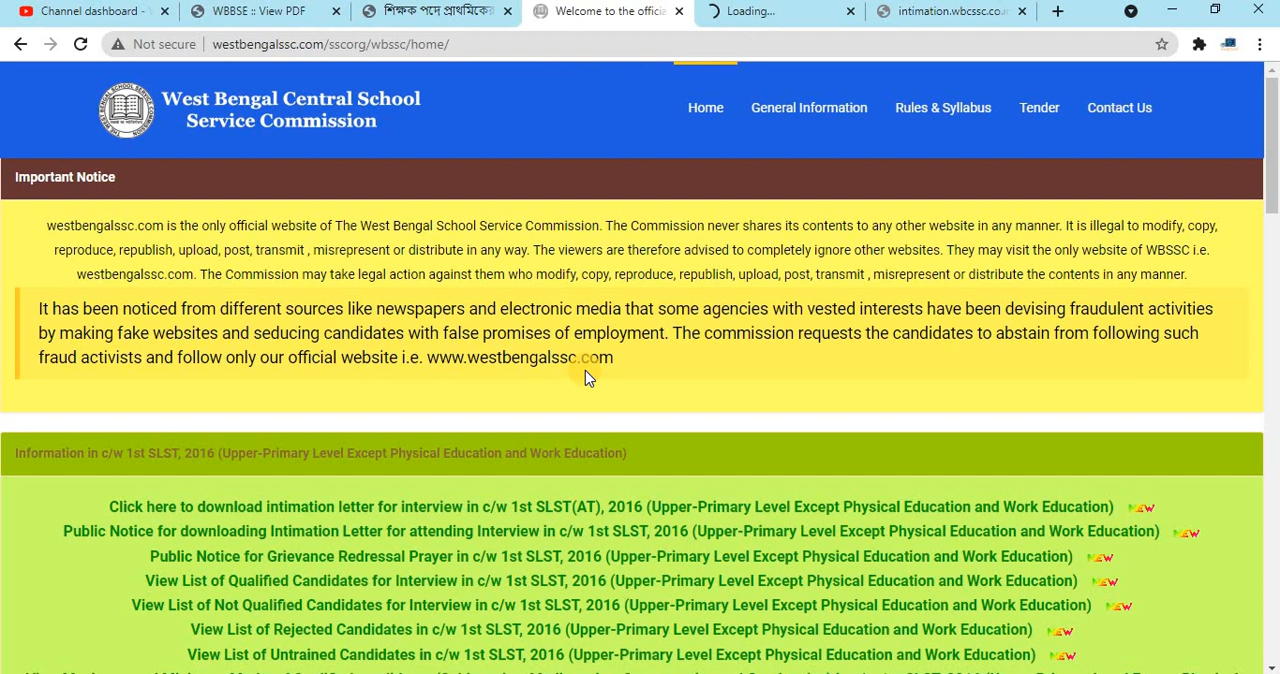 Channel dashboard -
WBBSE :: View PDF
শিক্ষক পদে প্রাথমিকের
Welcome to the officia
Loading...
intimation.wbcssc.co.in
Not secure
westbengalssc.com/sscorg/wbssc/home/
West Bengal Central School
Service Commission
Home
General Information
Rules & Syllabus
Tender
Contact Us
Important Notice
westbengalssc.com is the only official website of The West Bengal School Service Commission. The Commission never shares its contents to any other website in any manner. It is illegal to modify, copy,
reproduce, republish, upload, post, transmit , misrepresent or distribute in any way. The viewers are therefore advised to completely ignore other websites. They may visit the only website of WBSSC i.e.
westbengalssc.com. The Commission may take legal action against them who modify, copy, reproduce, republish, upload, post, transmit , misrepresent or distribute the contents in any manner.
It has been noticed from different sources like newspapers and electronic media that some agencies with vested interests have been devising fraudulent activities
by making fake websites and seducing candidates with false promises of employment. The commission requests the candidates to abstain from following such
fraud activists and follow only our official website i.e. www.westbengalssc.com
Information in c/w 1st SLST, 2016 (Upper-Primary Level Except Physical Education and Work Education)
Click here to download intimation letter for interview in c/w 1st SLST(AT), 2016 (Upper-Primary Level Except Physical Education and Work Education) NEW
Public Notice for downloading Intimation Letter for attending Interview in c/w 1st SLST, 2016 (Upper-Primary Level Except Physical Education and Work Education) NEW
Public Notice for Grievance Redressal Prayer in c/w 1st SLST, 2016 (Upper-Primary Level Except Physical Education and Work Education) NEW
View List of Qualified Candidates for Interview in c/w 1st SLST, 2016 (Upper-Primary Level Except Physical Education and Work Education) NEW
View List of Not Qualified Candidates for Interview in c/w 1st SLST, 2016 (Upper-Primary Level Except Physical Education and Work Education) NEW
View List of Rejected Candidates in c/w 1st SLST, 2016 (Upper-Primary Level Except Physical Education and Work Education) NEW
View List of Untrained Candidates in c/w 1st SLST, 2016 (Upper-Primary Level Except Physical Education and Work Education) NEW